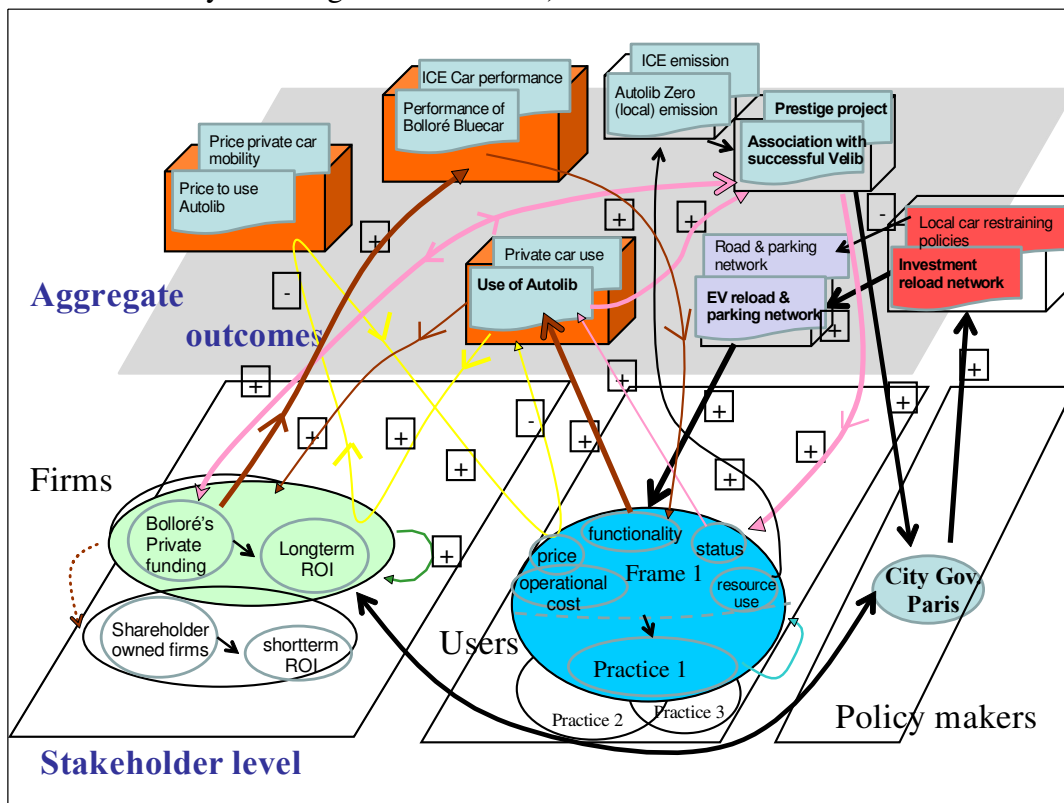 ICE Car performance
Performance of
Bolloré Bluecar
ICE emission
Autolib Zero
(local) emission
Prestige project
Association with
successful Velib
Price private car
mobility
Price to use
Autolib
Private car use
Use of Autolib
Road & parking
network
EV reload &
parking network
Local car restraining
policies
Investment
reload network
Aggregate
outcomes
+
+
+
-
-
+
+
+
+
+
-
+
+
+
+
+
+
+
+
+
Firms
Bolloré's
Private
funding
Longterm
ROI
Shareholder
owned firms
shortterm
ROI
Users
price
functionality
status
operational
cost
Frame 1
resource
use
Practice 1
Practice 2
Practice 3
City Gov.
Paris
Policy makers
Stakeholder level